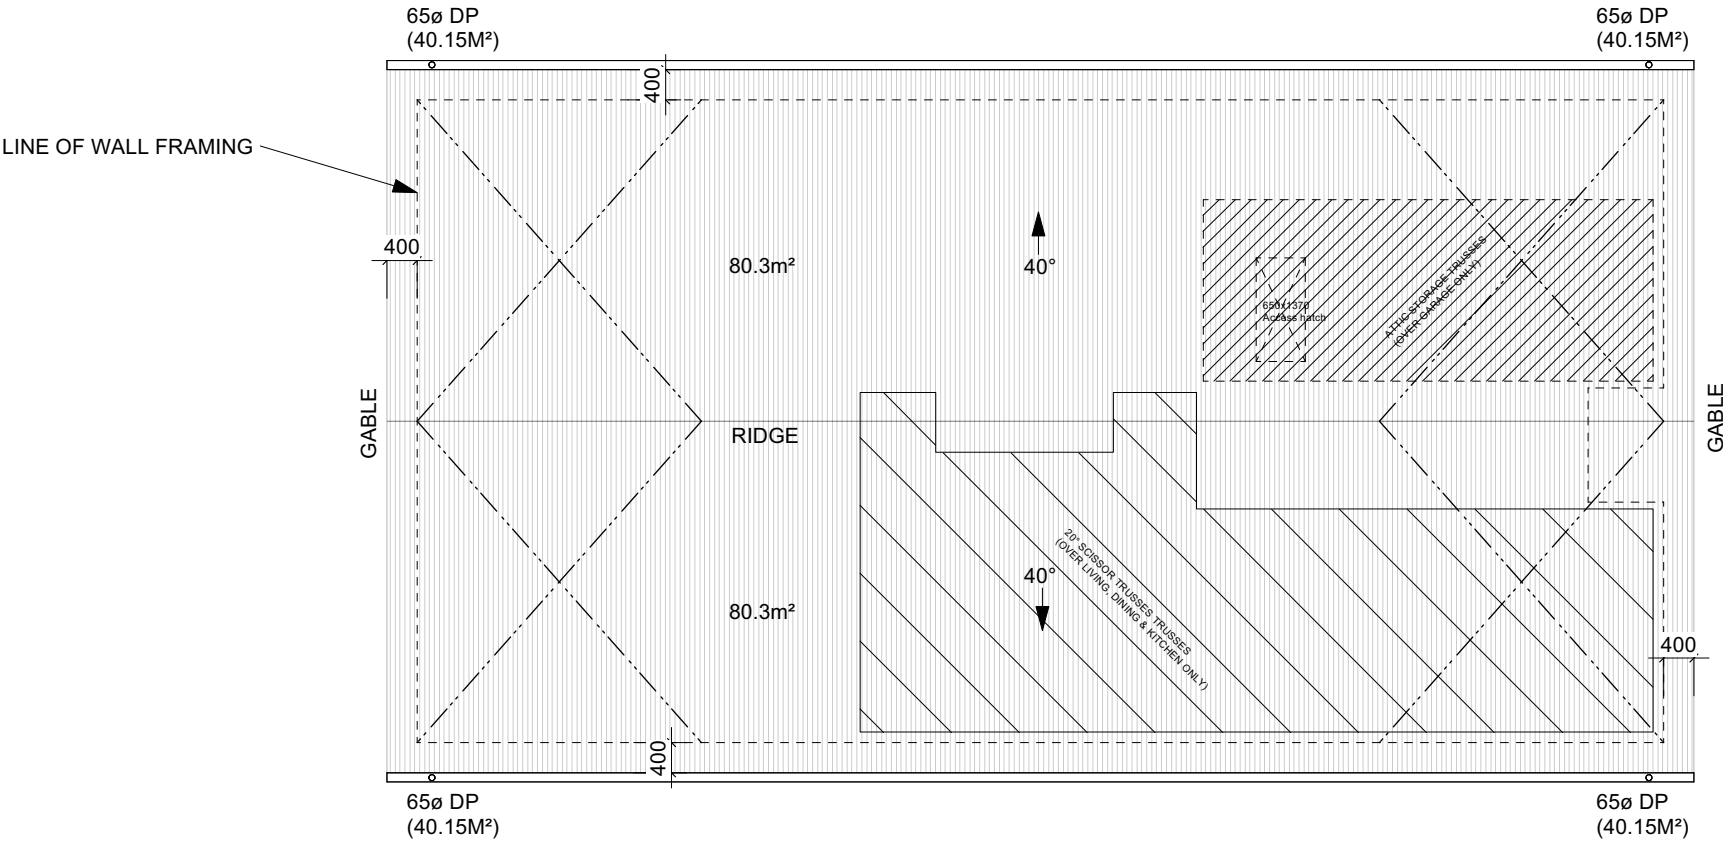 65ø DP
(40.15M²)
65ø DP
(40.15M²)
400
LINE OF WALL FRAMING
400
80.3m²
40°
650x1370
Access hatch
ATTIC STORAGE TRUSSES
(OVER GARAGE ONLY)
GABLE
RIDGE
GABLE
20° SCISSOR TRUSSES TRUSSES
(OVER LIVING, DINING & KITCHEN ONLY)
40°
80.3m²
400
400
65ø DP
(40.15M²)
65ø DP
(40.15M²)